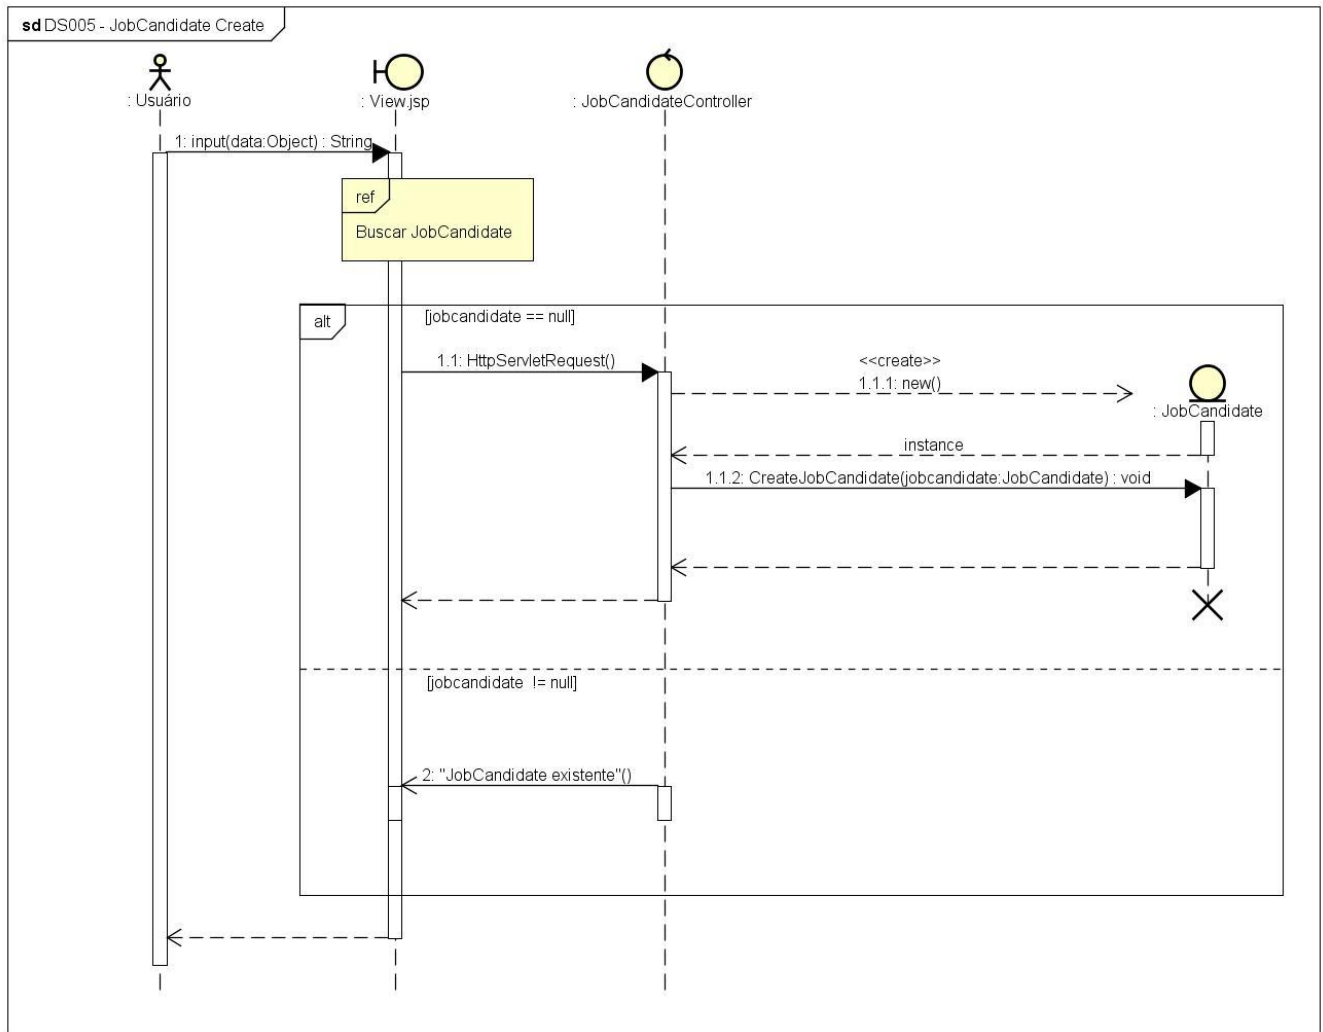 sd DS005 - JobCandidate Create
: Usuário
: View.jsp
: JobCandidateController
1: input(data:Object) : String
ref
Buscar JobCandidate
alt
[jobcandidate == null]
1.1: HttpServletRequest()
<<create>>
1.1.1: new()
: JobCandidate
instance
1.1.2: CreateJobCandidate(jobcandidate:JobCandidate) : void
[jobcandidate != null]
2: "JobCandidate existente"()